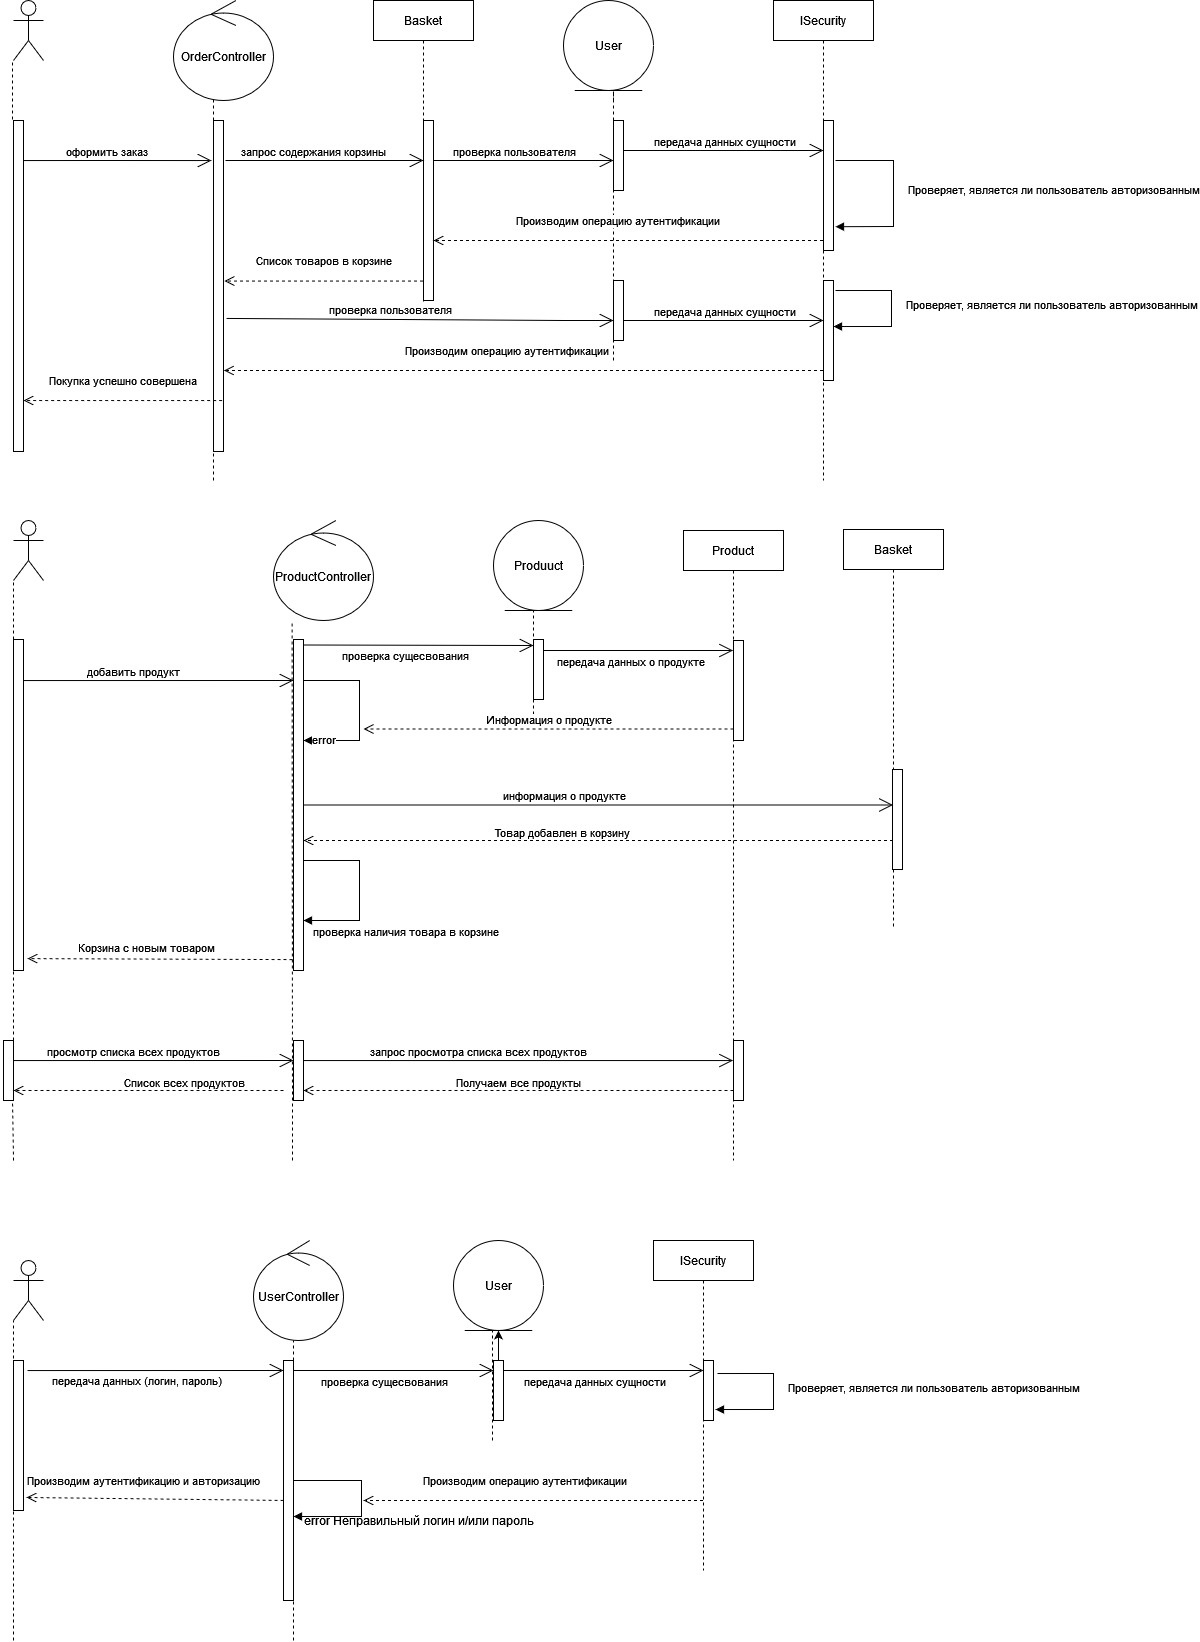 OrderController
Basket
User
ISecurity
оформить заказ
запрос содержания корзины
проверка пользователя
передача данных сущности
Проверяет, является ли пользователь авторизованным
Производим операцию аутентификации
Список товаров в корзине
проверка пользователя
передача данных сущности
Проверяет, является ли пользователь авторизованным
Производим операцию аутентификации
Покупка успешно совершена
ProductController
Produuct
Product
Basket
проверка сущесвования
передача данных о продукте
добавить продукт
Информация о продукте
error
информация о продукте
Товар добавлен в корзину
проверка наличия товара в корзине
Корзина с новым товаром
просмотр списка всех продуктов
запрос просмотра списка всех продуктов
Список всех продуктов
Получаем все продукты
UserController
User
ISecurity
передача данных (логин, пароль)
проверка сущесвования
передача данных сущности
Проверяет, является ли пользователь авторизованным
Производим аутентификацию и авторизацию
Производим операцию аутентификации
error Неправильный логин и/или пароль